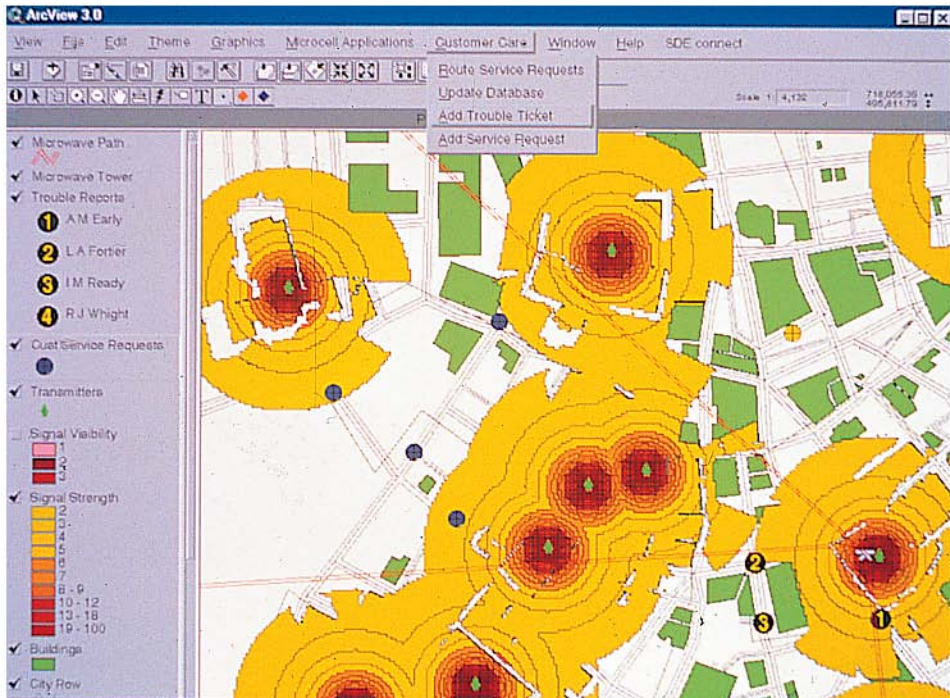 ArcView 3.0
View File Edit Theme Graphics Microcell Applications Customer Care Window Help SDE connect
Route Service Requests
Update Database
Add Trouble Ticket
Add Service Request
T
Scale 1: 4,132
Microwave Path
Microwave Tower
Trouble Reports
1 A M Early
2 L A Fortier
3 I M Ready
4 R J Whight
Cust Service Requests
Transmitters
Signal Visibility
1
2
3
Signal Strength
2
3
4
5
6
7
8 - 9
10 - 12
13 - 18
19 - 100
Buildings
City Row
2
3
1